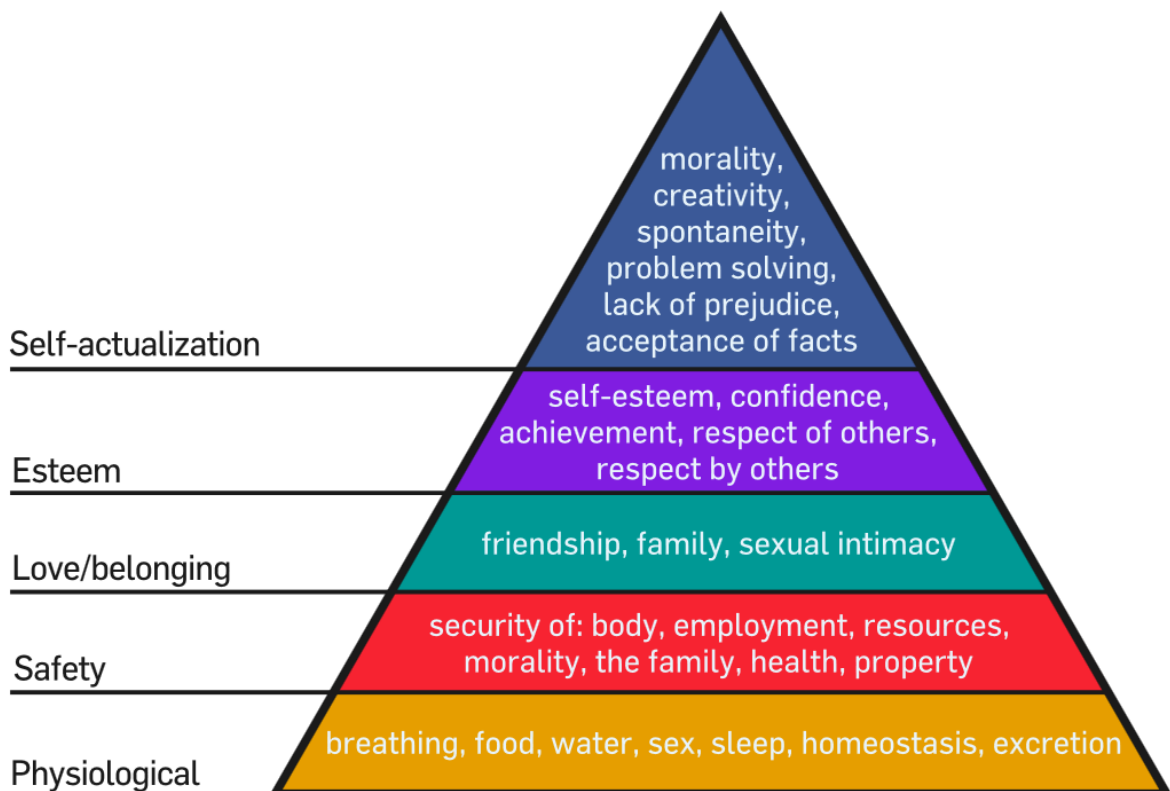 morality,
creativity,
spontaneity,
problem solving,
lack of prejudice,
acceptance of facts
Self-actualization
self-esteem, confidence,
achievement, respect of others,
respect by others
Esteem
friendship, family, sexual intimacy
Love/belonging
security of: body, employment, resources,
morality, the family, health, property
Safety
breathing, food, water, sex, sleep, homeostasis, excretion
Physiological